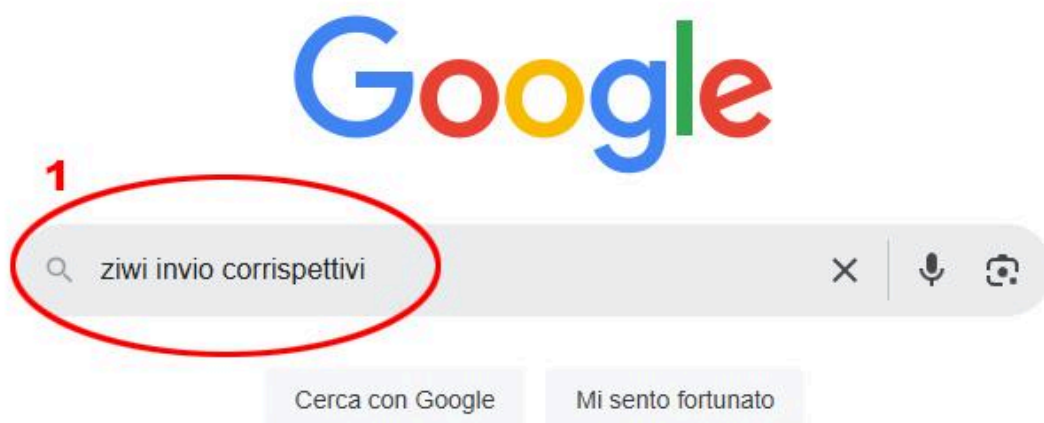 Google
1
ziwi invio corrispettivi
Cerca con Google
Mi sento fortunato